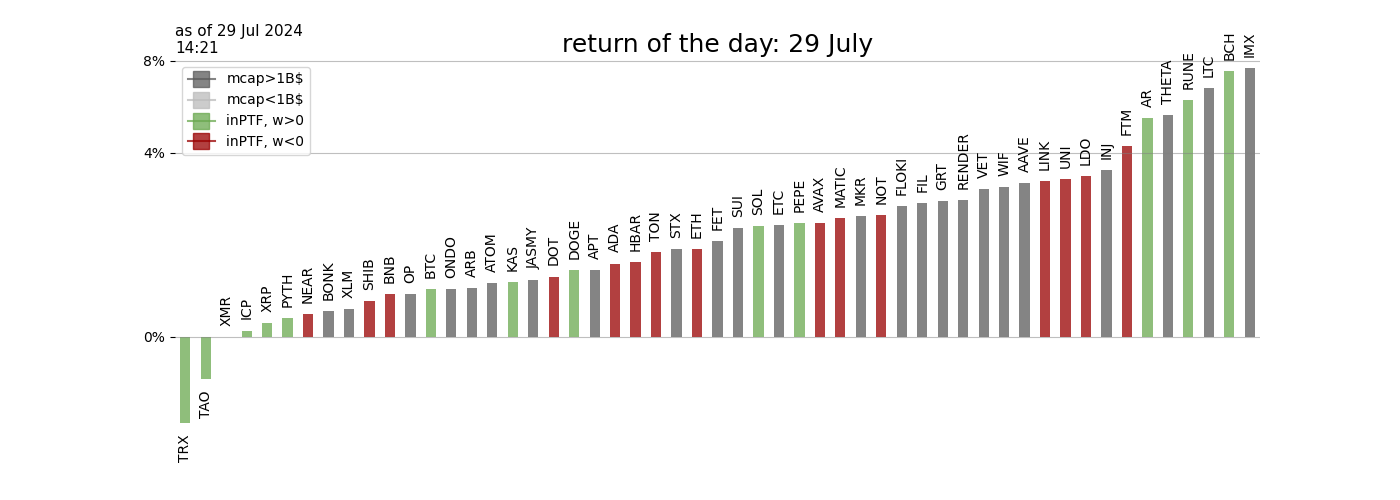 as of 29 Jul 2024
14:21
return of the day: 29 July
8%
4%
0%
mcap>1B$
mcap<1B$
inPTF, w>0
inPTF, w<0
TRX
TAO
XMR
ICP
XRP
PYTH
NEAR
BONK
XLM
SHIB
BNB
OP
BTC
ONDO
ARB
ATOM
KAS
JASMY
DOT
DOGE
APT
ADA
HBAR
TON
STX
ETH
FET
SUI
SOL
ETC
PEPE
AVAX
MATIC
MKR
NOT
FLOKI
FIL
GRT
RENDER
VET
WIF
AAVE
LINK
UNI
LDO
INJ
FTM
AR
THETA
RUNE
LTC
BCH
IMX